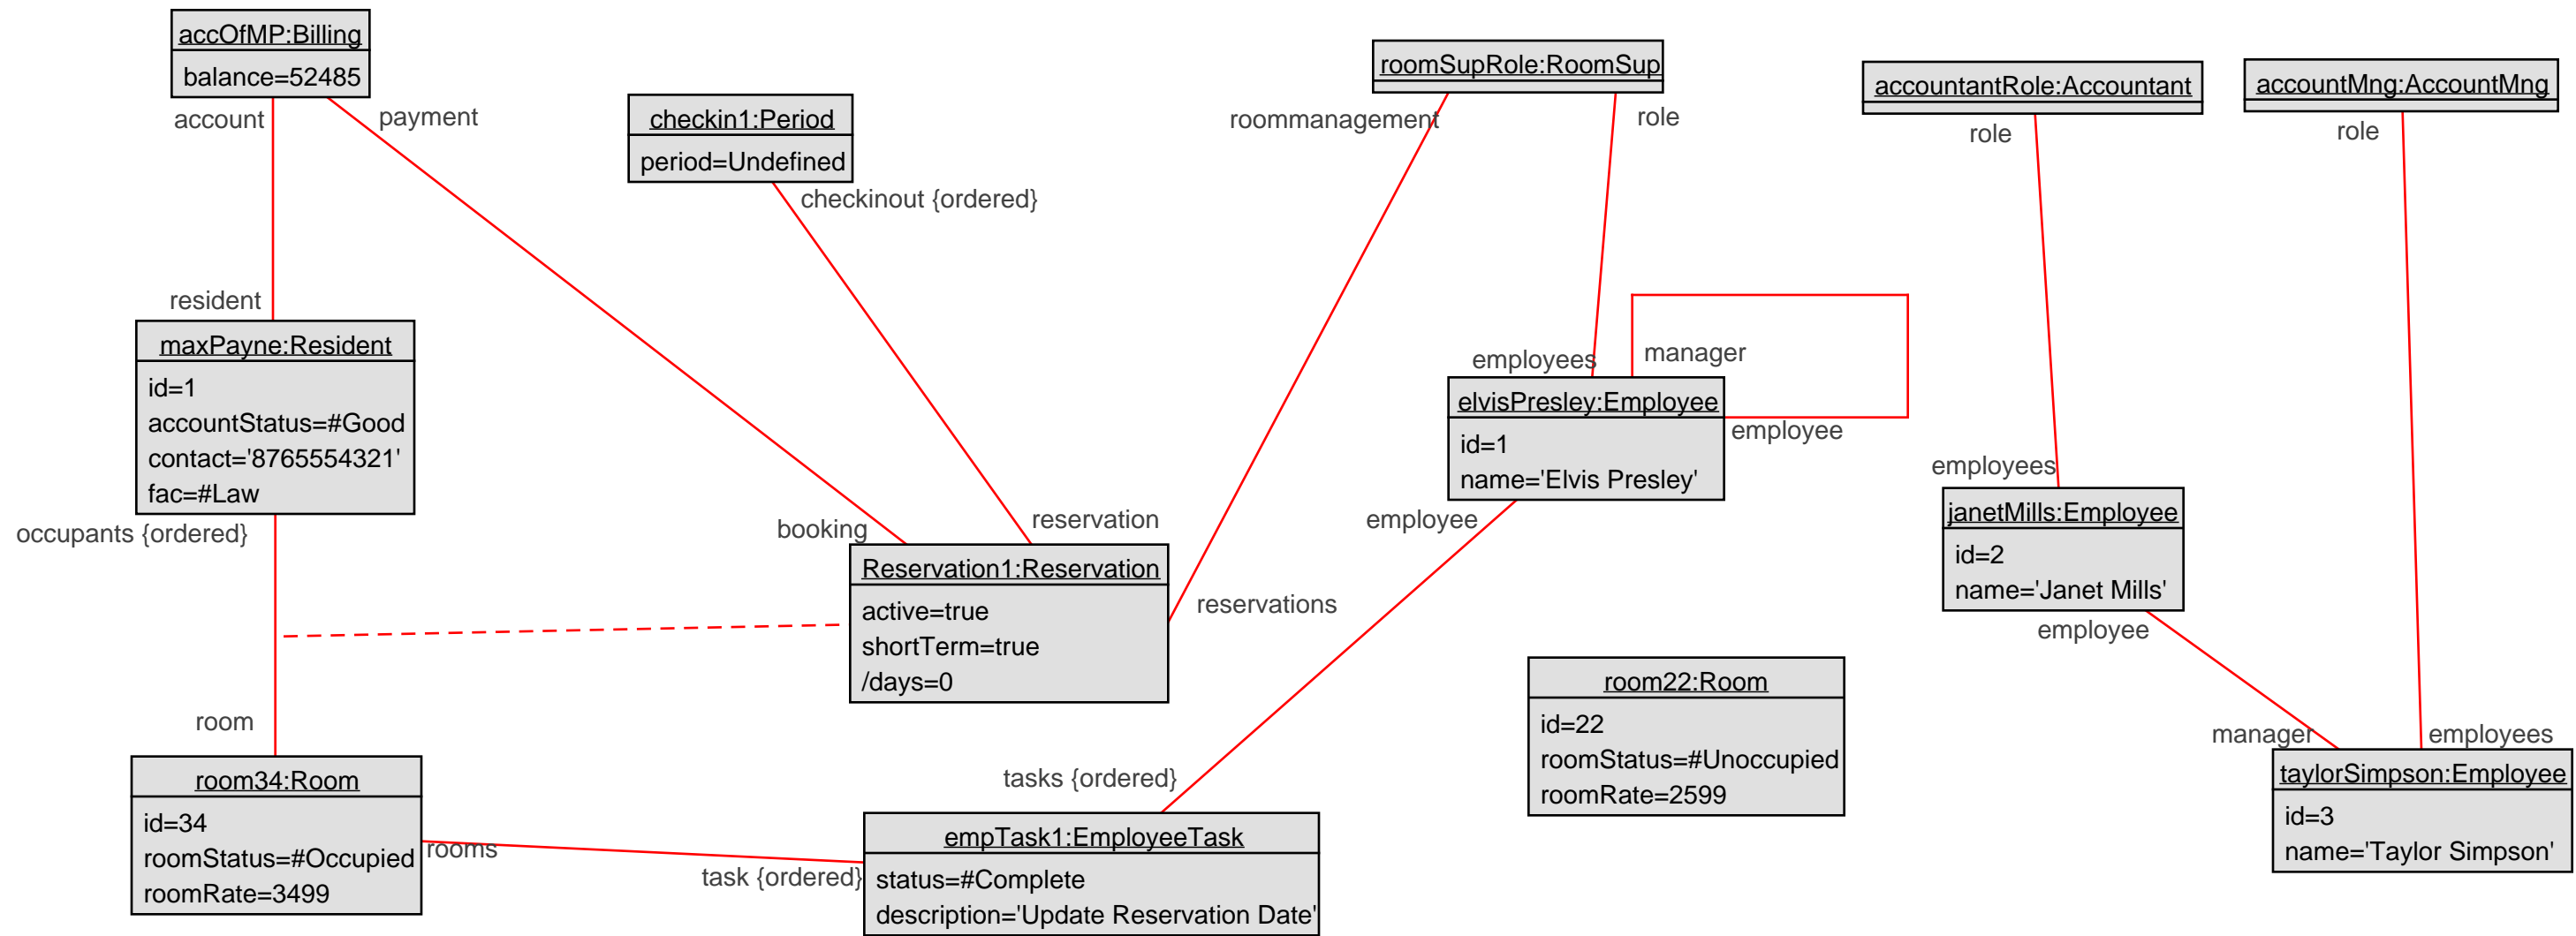 accOfMP:Billing
balance=52485
account
payment
checkin1:Period
period=Undefined
checkinout {ordered}
roomSupRole:RoomSup
roommanagement
role
accountantRole:Accountant
role
accountMng:AccountMng
role
resident
maxPayne:Resident
id=1
accountStatus=#Good
contact='8765554321'
fac=#Law
occupants {ordered}
employees
manager
elvisPresley:Employee
id=1
name='Elvis Presley'
employee
employee
employees
janetMills:Employee
id=2
name='Janet Mills'
employee
booking
reservation
Reservation1:Reservation
active=true
shortTerm=true
/days=0
reservations
room22:Room
id=22
roomStatus=#Unoccupied
roomRate=2599
manager
employees
taylorSimpson:Employee
id=3
name='Taylor Simpson'
room
room34:Room
id=34
roomStatus=#Occupied
roomRate=3499
rooms
tasks {ordered}
task {ordered}
empTask1:EmployeeTask
status=#Complete
description='Update Reservation Date'